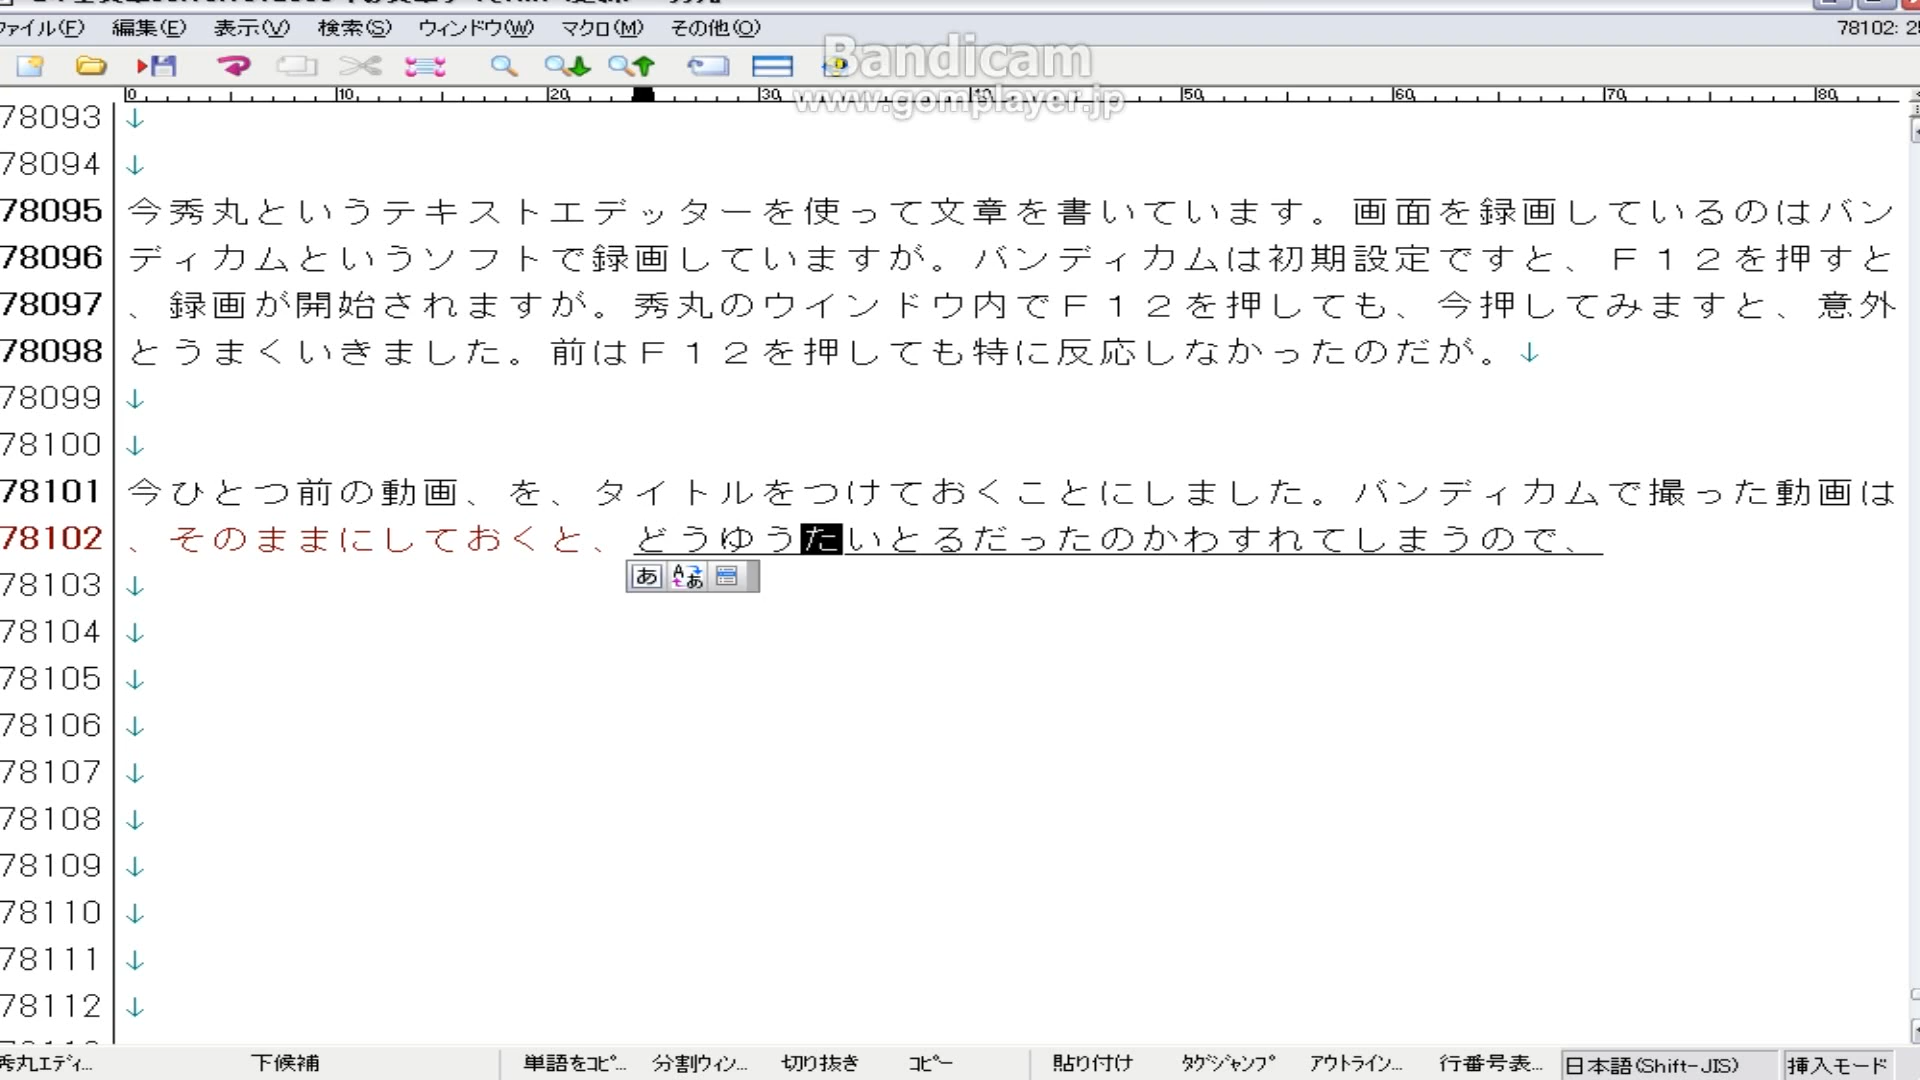 ファイル(F) 編集(E) 表示(V) 検索(S) ウィンドウ(W) マクロ(M) その他(O)
78102: 25
Bandicam
www.gomplayer.jp
0 10 20 30 40 50 60 70 80
78093 ↓
78094 ↓
78095 今秀丸というテキストエデッターを使って文章を書いています。画面を録画しているのはバン
78096 ディカムというソフトで録画していますが。バンディカムは初期設定ですと、Ｆ１２を押すと
78097 、録画が開始されますが。秀丸のウインドウ内でＦ１２を押しても、今押してみますと、意外
78098 とうまくいきました。前はＦ１２を押しても特に反応しなかったのだが。↓
78099 ↓
78100 ↓
78101 今ひとつ前の動画、を、タイトルをつけておくことにしました。バンディカムで撮った動画は
78102 、そのままにしておくと、どうゆうたいとるだったのかわすれてしまうので、
あ
78103 ↓
78104 ↓
78105 ↓
78106 ↓
78107 ↓
78108 ↓
78109 ↓
78110 ↓
78111 ↓
78112 ↓
秀丸エディ... 下候補 単語をコピ... 分割ウィン... 切り抜き コピー 貼り付け タグジャンプ アウトライン... 行番号表... 日本語(Shift-JIS) 挿入モード